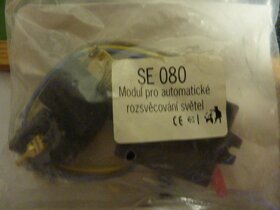 SE 080
Modul pro automatické
rozsvěcování světel
CE